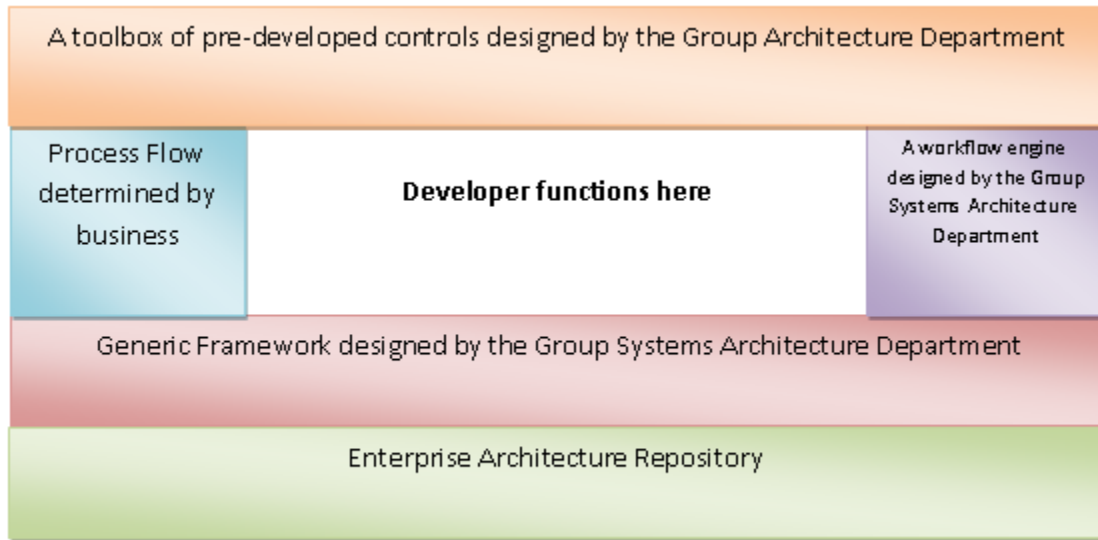 A toolbox of pre-developed controls designed by the Group Architecture Department
Process Flow
determined by
business
Developer functions here
A workflow engine
designed by the Group
Systems Architecture
Department
Generic Framework designed by the Group Systems Architecture Department
Enterprise Architecture Repository